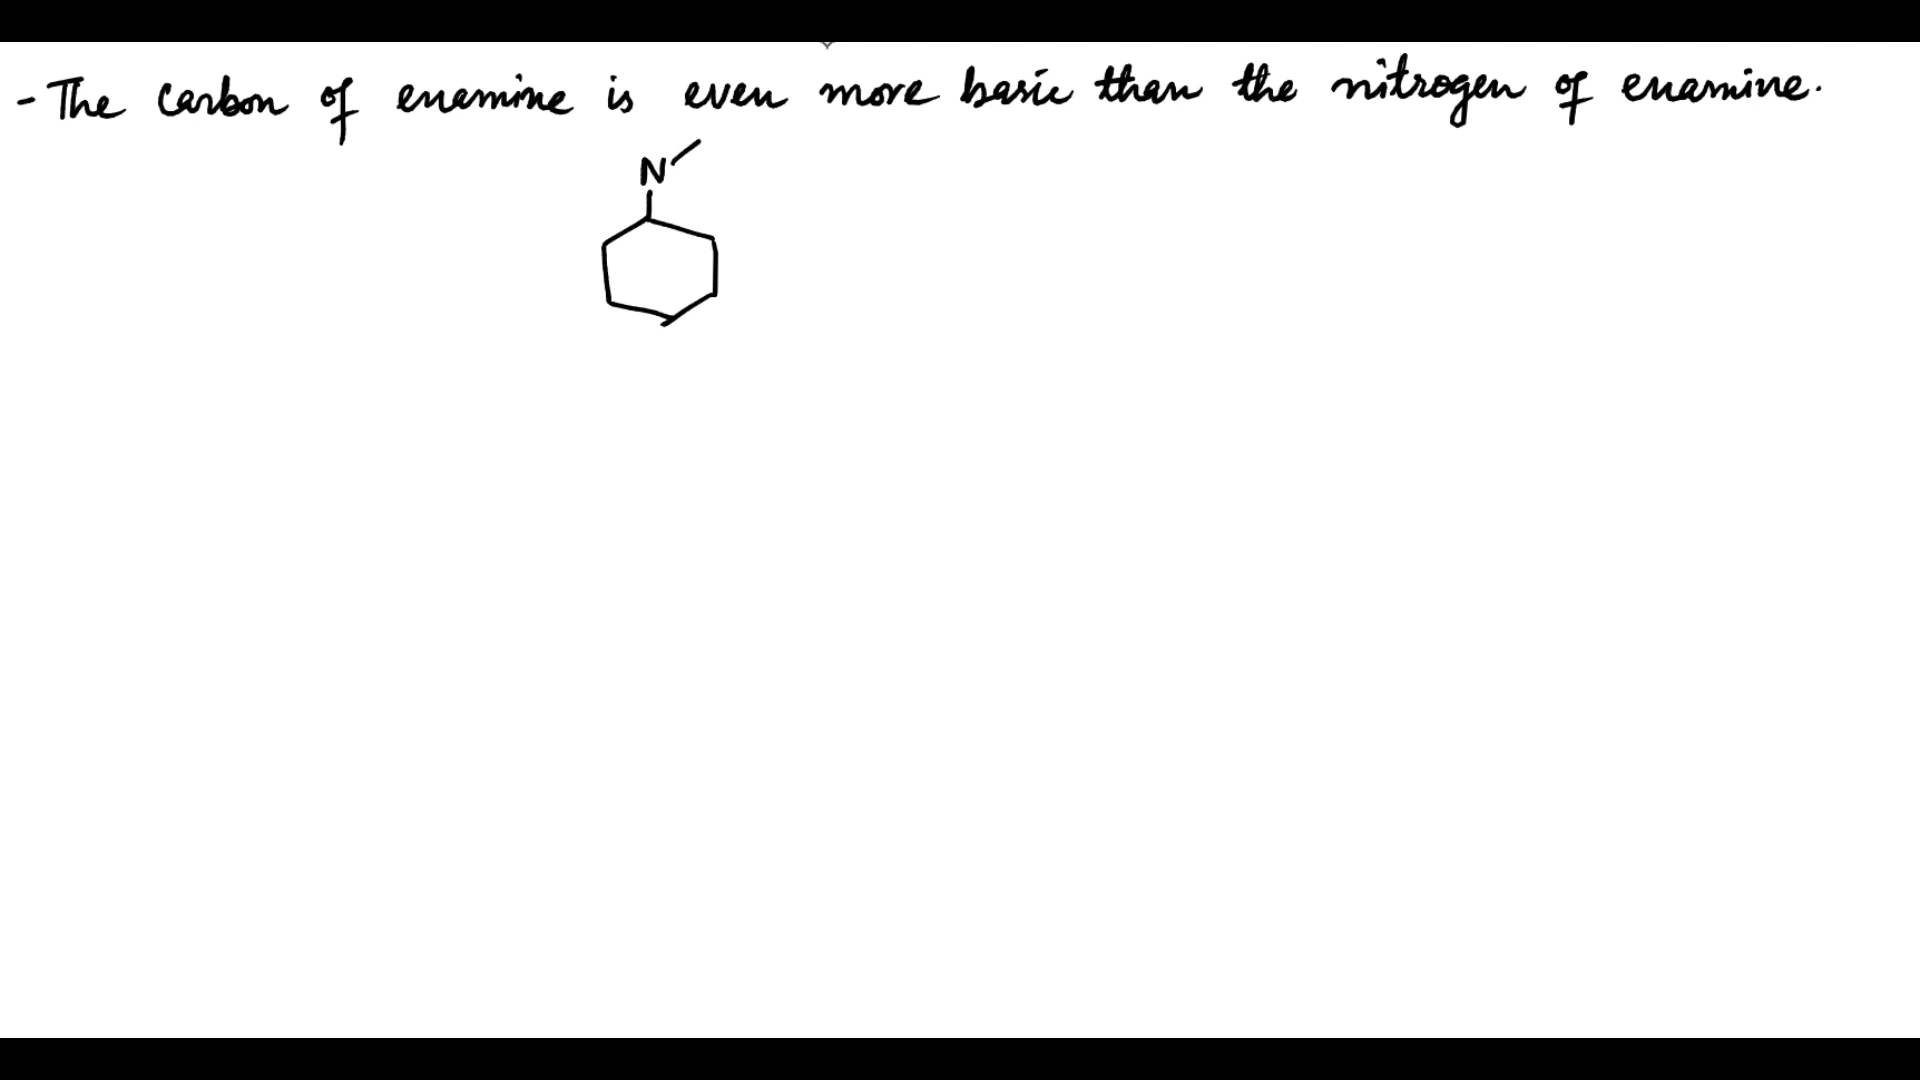 - The carbon of enamine is even more basic than the nitrogen of enamine.
N